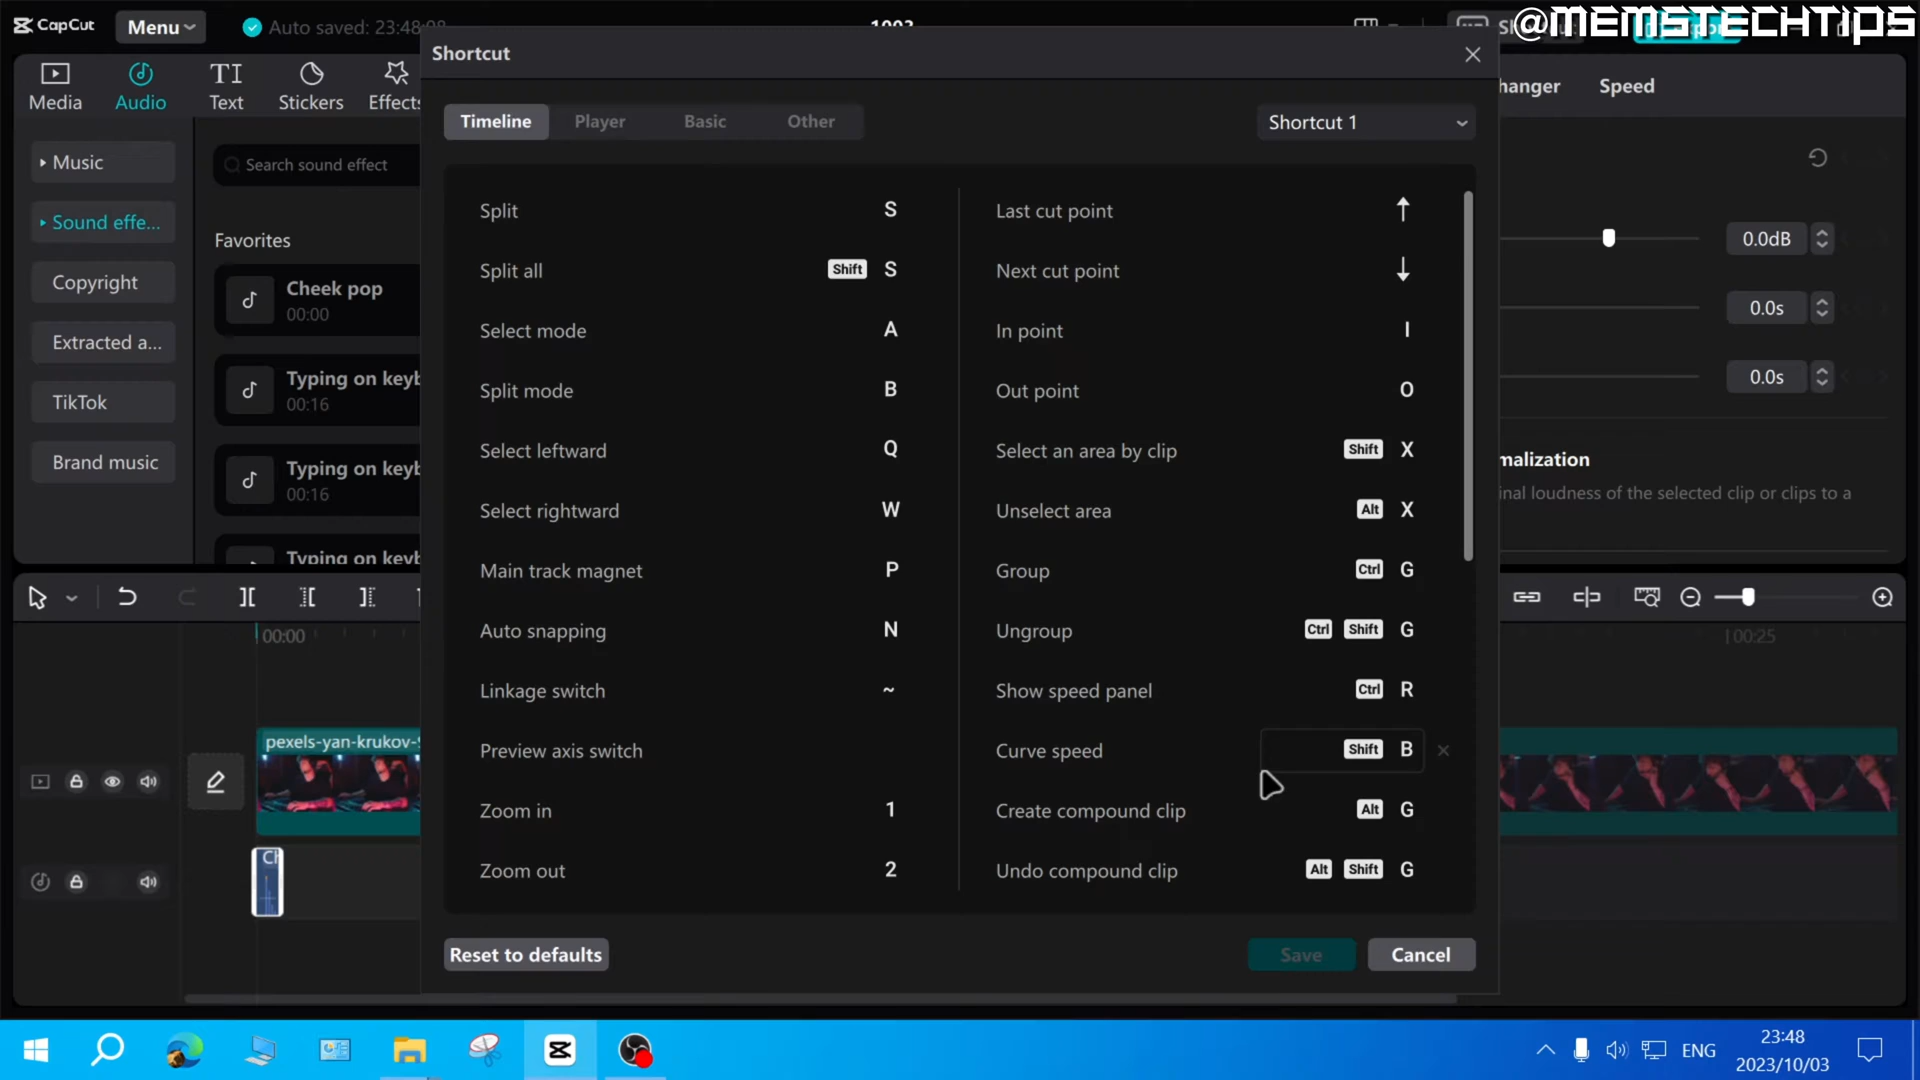 @MEMSTECHTIPS
CapCut
Menu
Auto saved: 23:48:08
Shortcut
Media
Audio
Text
Stickers
Effects
hanger
Speed
Timeline
Player
Basic
Other
Shortcut 1
Music
Sound effe...
Copyright
Extracted a...
TikTok
Brand music
Search sound effect
Favorites
Cheek pop
00:00
Typing on keyb
00:16
Typing on keyb
00:16
Typing on keyb
Split S
Split all Shift S
Select mode A
Split mode B
Select leftward Q
Select rightward W
Main track magnet P
Auto snapping N
Linkage switch ~
Preview axis switch
Zoom in 1
Zoom out 2
Last cut point ↑
Next cut point ↓
In point I
Out point O
Select an area by clip Shift X
Unselect area Alt X
Group Ctrl G
Ungroup Ctrl Shift G
Show speed panel Ctrl R
Curve speed Shift B
Create compound clip Alt G
Undo compound clip Alt Shift G
Reset to defaults
Save
Cancel
0.0dB
0.0s
0.0s
malization
inal loudness of the selected clip or clips to a
00:00
00:25
pexels-yan-krukov-9
Ch
ENG
23:48
2023/10/03